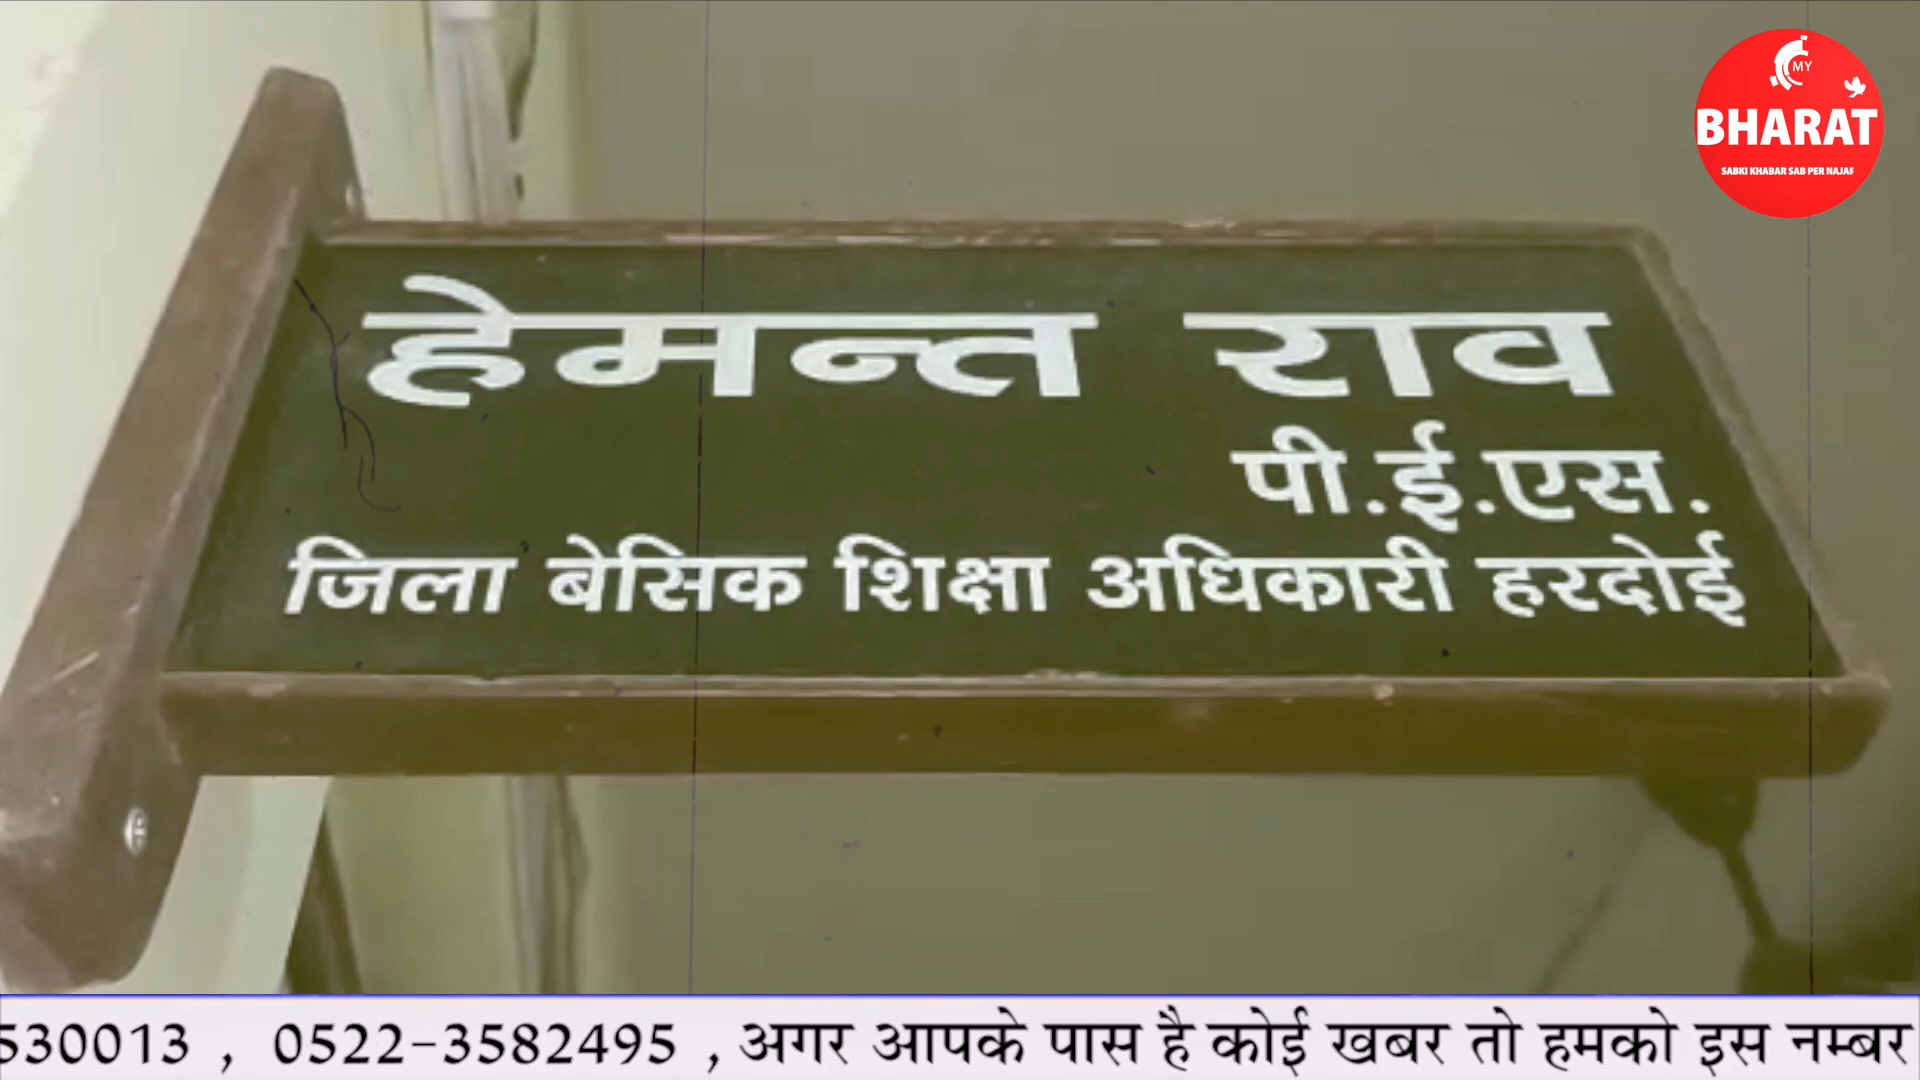 MY
BHARAT
SABKI KHABAR SAB PER NAJAR
हेमन्त राव
पी.ई.एस.
जिला बेसिक शिक्षा अधिकारी हरदोई
530013 , 0522-3582495 ,अगर आपके पास है कोई खबर तो हमको इस नम्बर